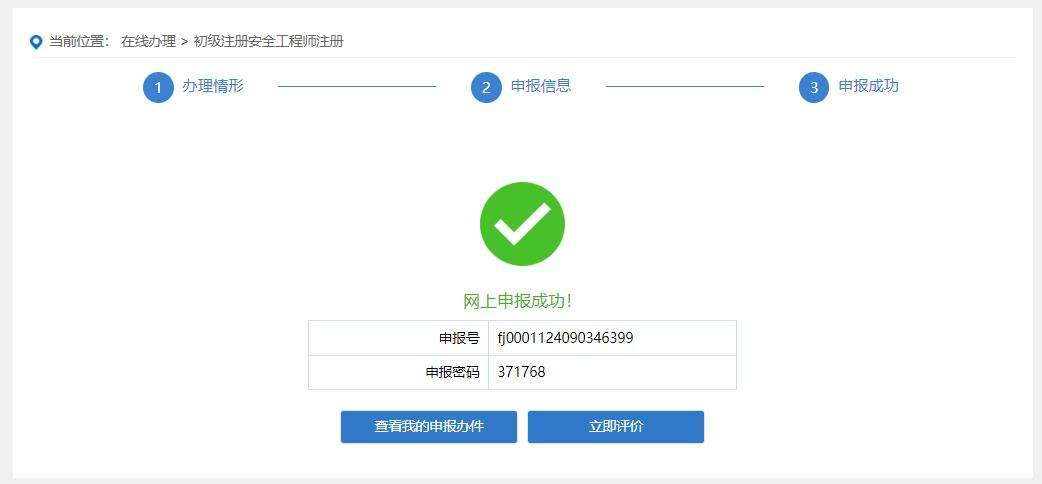 当前位置： 在线办理 > 初级注册安全工程师注册
1 办理情形 2 申报信息 3 申报成功
网上申报成功！
申报号 fj0001124090346399
申报密码 371768
查看我的申报办件 立即评价